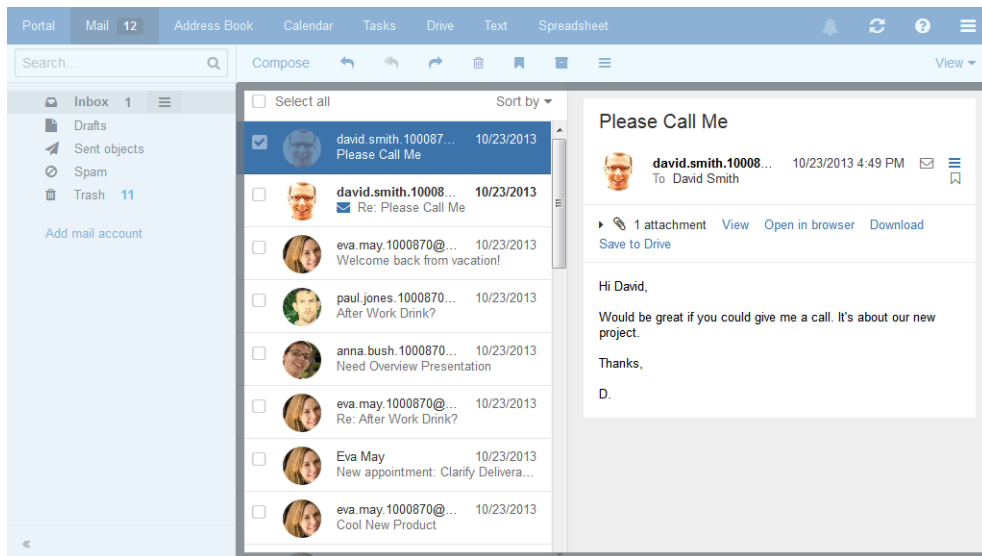 Portal Mail 12 Address Book Calendar Tasks Drive Text Spreadsheet
Search... Compose View
Inbox 1
Drafts
Sent objects
Spam
Trash 11
Add mail account
Select all Sort by
david.smith.100087... 10/23/2013
Please Call Me
david.smith.10008... 10/23/2013
Re: Please Call Me
eva.may.1000870@... 10/23/2013
Welcome back from vacation!
paul.jones.1000870... 10/23/2013
After Work Drink?
anna.bush.1000870... 10/23/2013
Need Overview Presentation
eva.may.1000870@... 10/23/2013
Re: After Work Drink?
Eva May 10/23/2013
New appointment: Clarify Delivera...
eva.may.1000870@... 10/23/2013
Cool New Product
Please Call Me
david.smith.10008... 10/23/2013 4:49 PM
To David Smith
1 attachment View Open in browser Download
Save to Drive
Hi David,
Would be great if you could give me a call. It's about our new
project.
Thanks,
D.